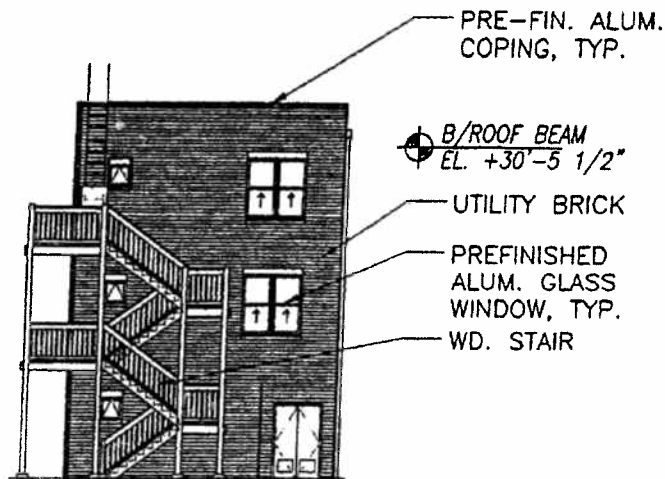 PRE-FIN. ALUM.
COPING, TYP.
B/ROOF BEAM
EL. +30'-5 1/2"
UTILITY BRICK
PREFINISHED
ALUM. GLASS
WINDOW, TYP.
WD. STAIR